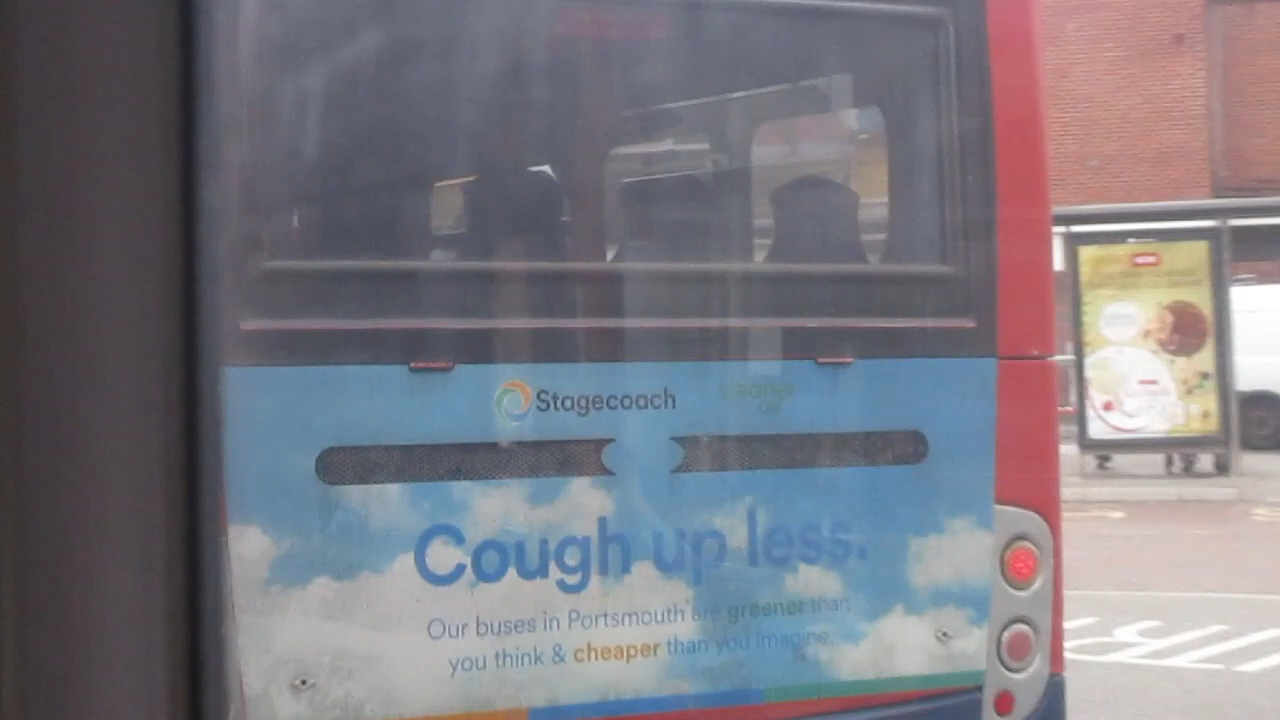 Stagecoach
Cough up less.
Our buses in Portsmouth are greener than
you think & cheaper than you imagine.